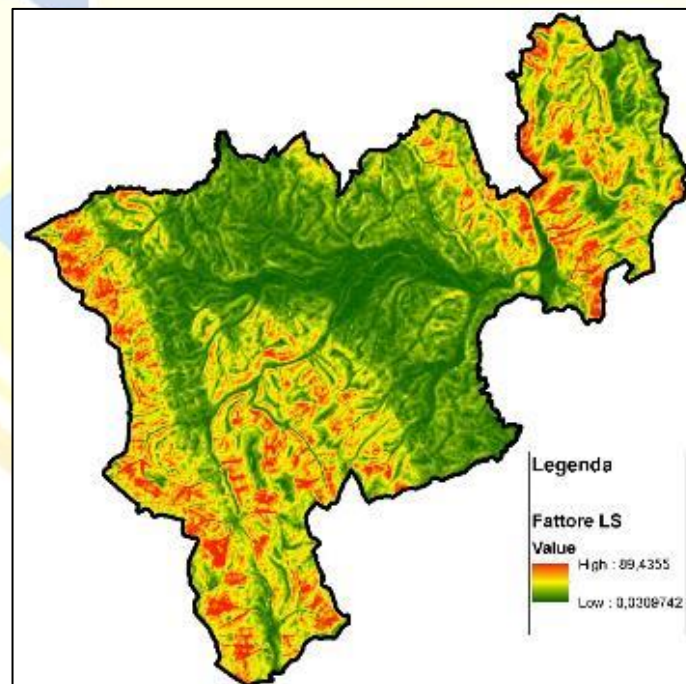 Legenda
Fattore LS
Value
High : 89,4355
Low : 0,0309742